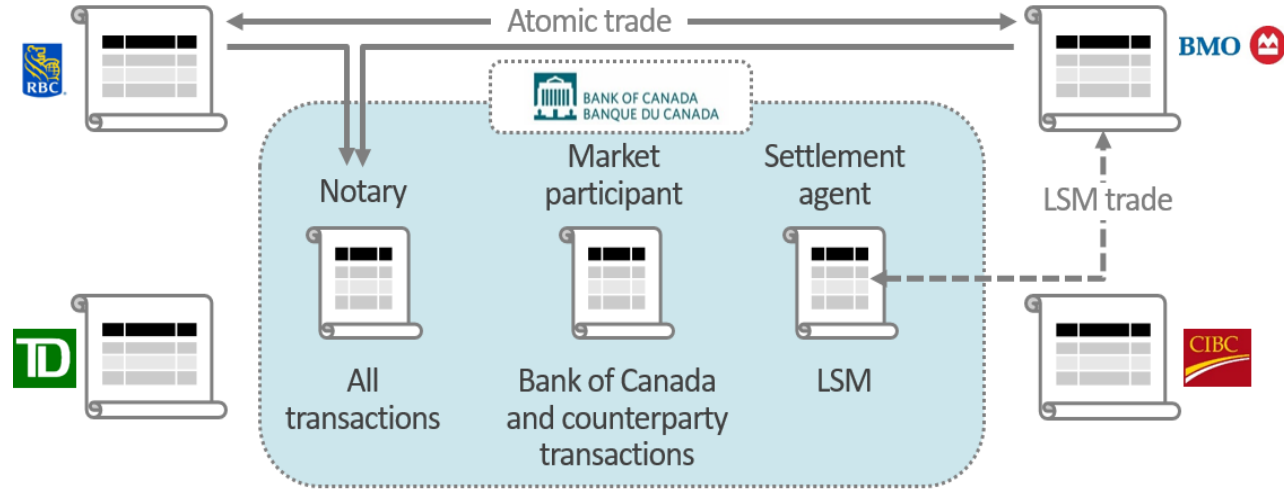 Atomic trade
RBC
BMO
BANK OF CANADA
BANQUE DU CANADA
Notary
Market
participant
Settlement
agent
LSM trade
TD
CIBC
All
transactions
Bank of Canada
and counterparty
transactions
LSM